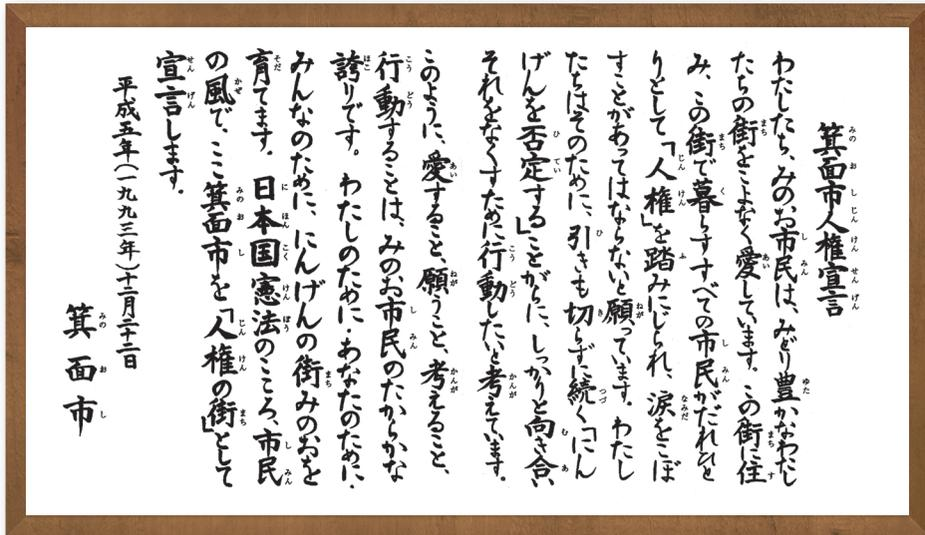 箕面市人権宣言
わたしたち、みのお市民は、みどり豊かなわたし
たちの街をこよなく愛しています。この街に住
み、この街で暮らすすべての市民がだれひと
りとして「人権」を踏みにじられ、涙をこぼ
すことがあってはならないと願っています。わたし
たちはそのために、引きも切らずに続く「にん
げんを否定する」ことがらに、しっかりと向き合い、
それをなくすために行動したいと考えています。
このように、愛すること、願うこと、考えること、
行動することは、みのお市民のたからかな
誇りです。わたしのために・あなたのために・
みんなのために、にんげんの街みのおを
育てます。日本国憲法のこころ、市民
の風で、ここ箕面市を「人権の街」として
宣言します。
平成五年(一九九三年)十二月二十二日
箕面市